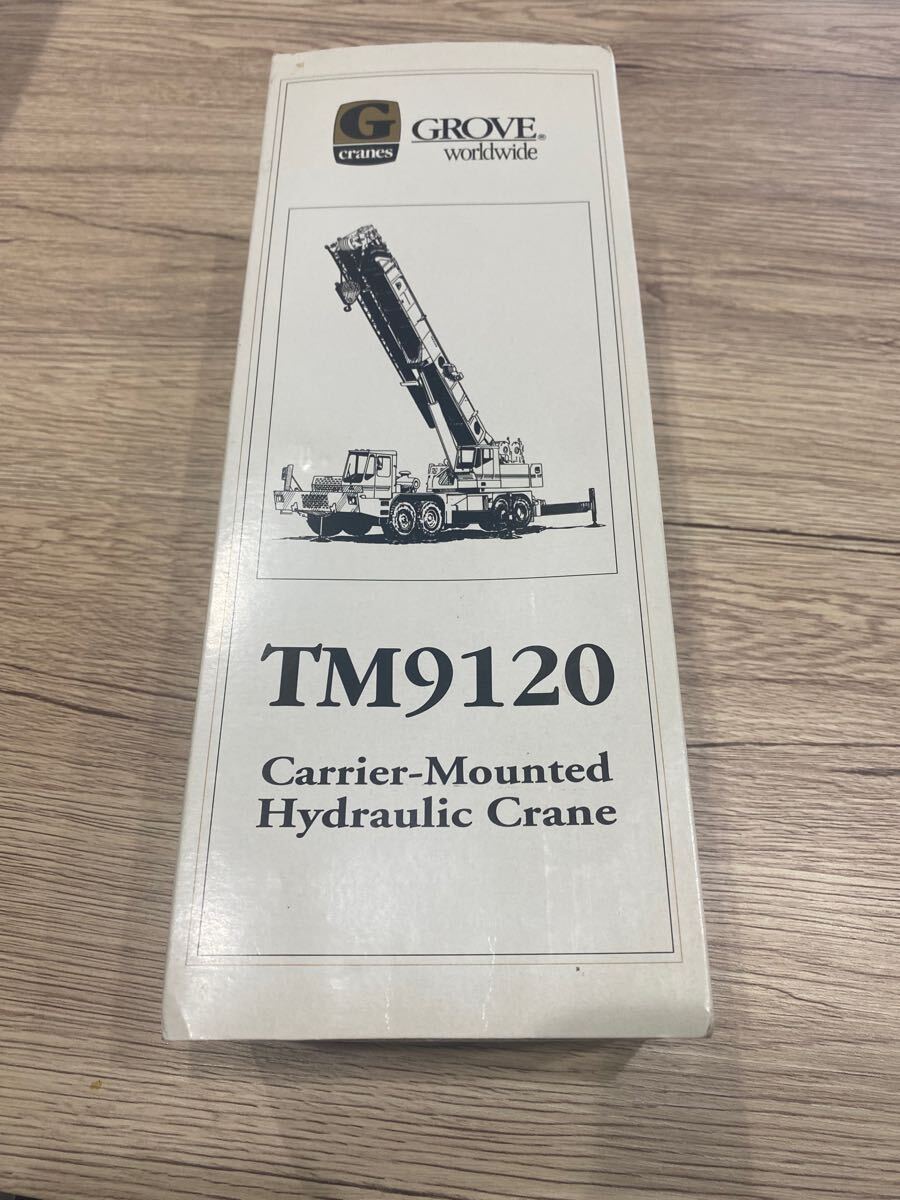 G
cranes
GROVE®
worldwide
TM9120
Carrier-Mounted
Hydraulic Crane